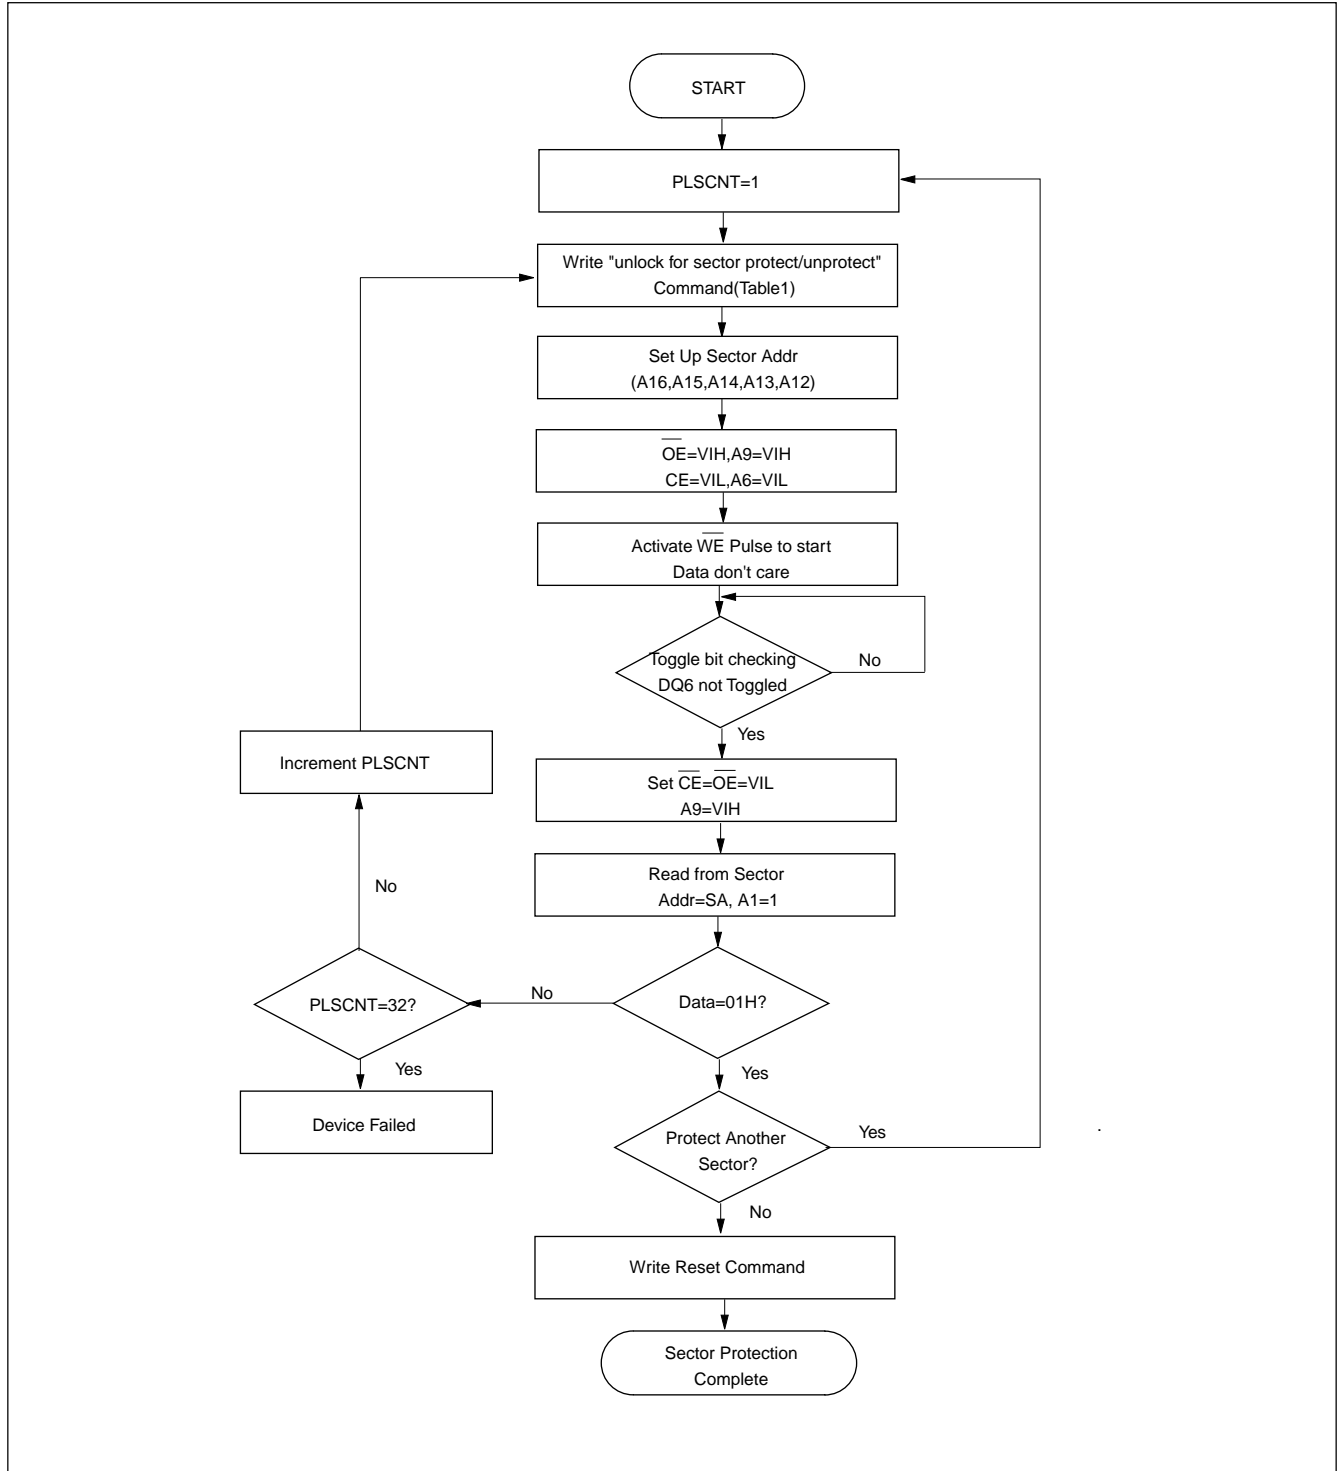 START
PLSCNT=1
Write "unlock for sector protect/unprotect"
Command(Table1)
Set Up Sector Addr
(A16,A15,A14,A13,A12)
O̅E̅=VIH,A9=VIH
CE=VIL,A6=VIL
Activate W̅E̅ Pulse to start
Data don't care
Toggle bit checking
DQ6 not Toggled
No
Yes
Increment PLSCNT
Set C̅E̅=O̅E̅=VIL
A9=VIH
Read from Sector
Addr=SA, A1=1
No
PLSCNT=32?
No
Data=01H?
Yes
Yes
Device Failed
Protect Another
Sector?
Yes
No
Write Reset Command
Sector Protection
Complete